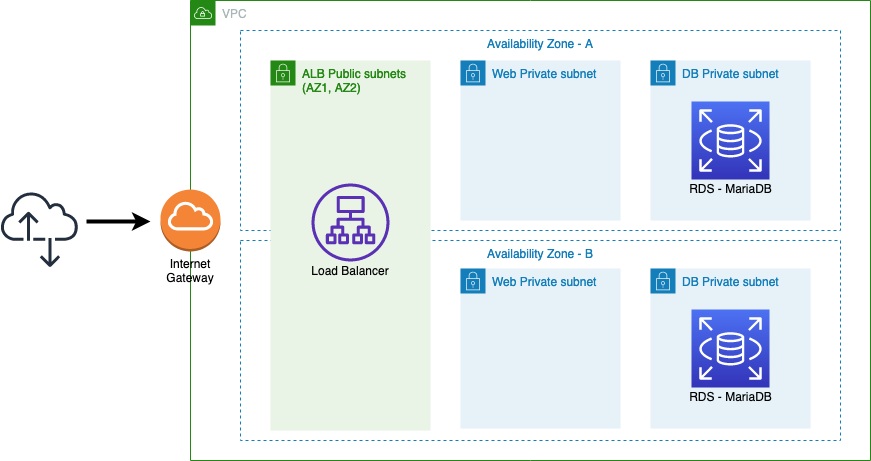 VPC
Availability Zone - A
ALB Public subnets
(AZ1, AZ2)
Web Private subnet
DB Private subnet
RDS - MariaDB
Internet
Gateway
Load Balancer
Availability Zone - B
Web Private subnet
DB Private subnet
RDS - MariaDB